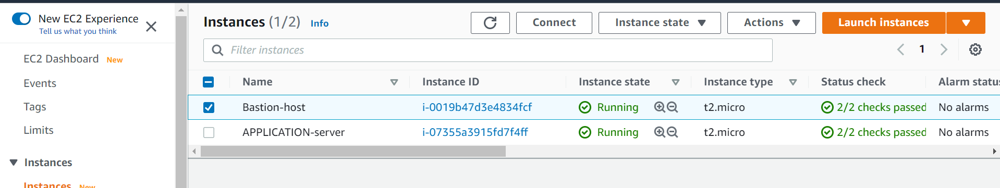 New EC2 Experience
Tell us what you think
EC2 Dashboard New
Events
Tags
Limits
Instances
Instances New
Instances (1/2) Info
Connect
Instance state
Actions
Launch instances
Filter instances
1
Name Instance ID Instance state Instance type Status check Alarm status
Bastion-host i-0019b47d3e4834fcf Running t2.micro 2/2 checks passed No alarms
APPLICATION-server i-07355a3915fd7f4ff Running t2.micro 2/2 checks passed No alarms